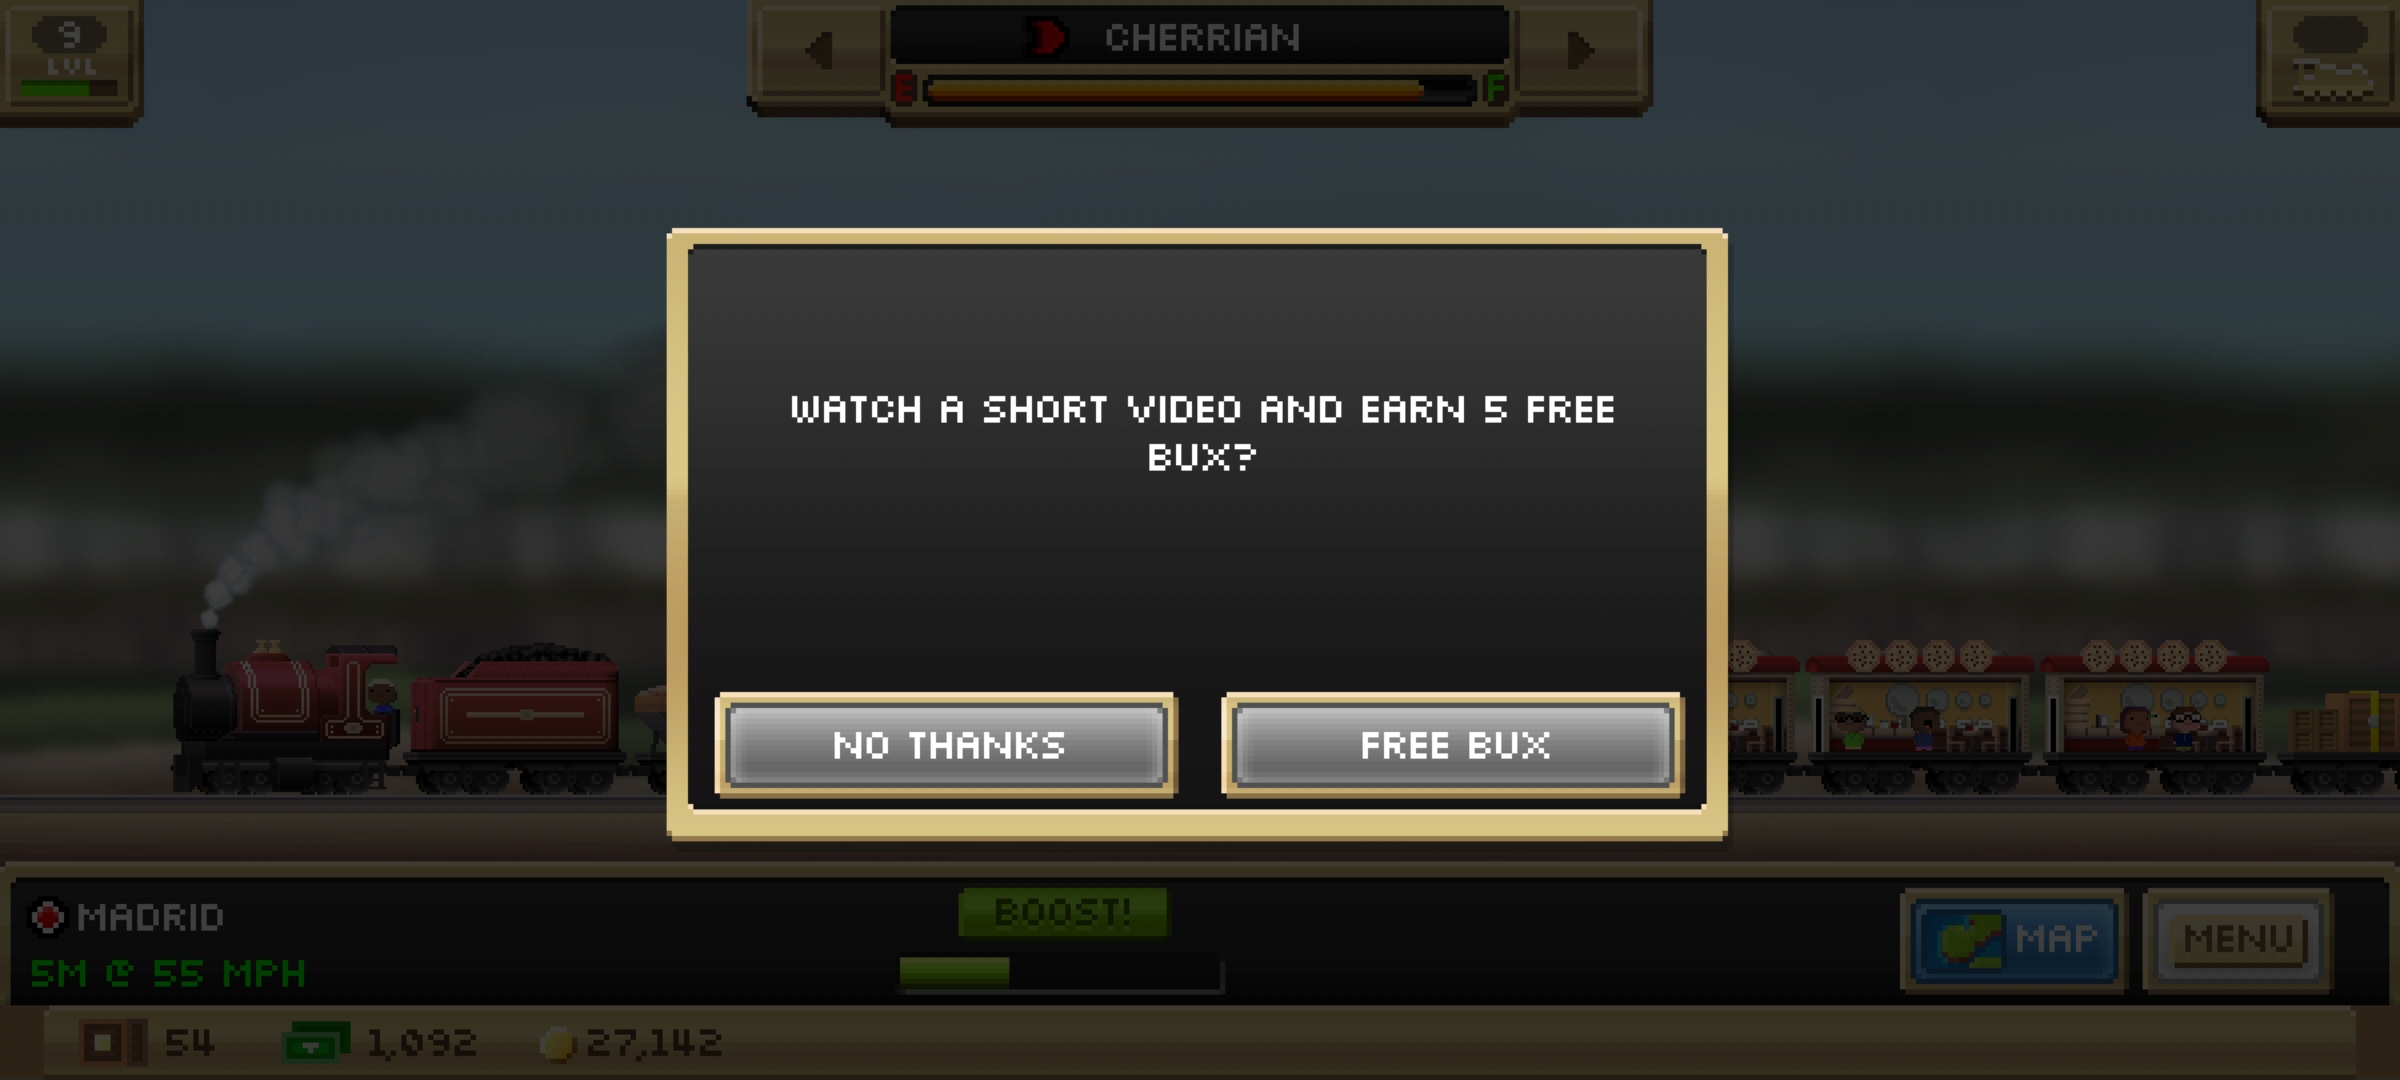 9
LVL
CHERRIAN
E F
WATCH A SHORT VIDEO AND EARN 5 FREE
BUX?
NO THANKS FREE BUX
MADRID
BOOST!
5M @ 55 MPH
MAP MENU
54 1,092 27,142